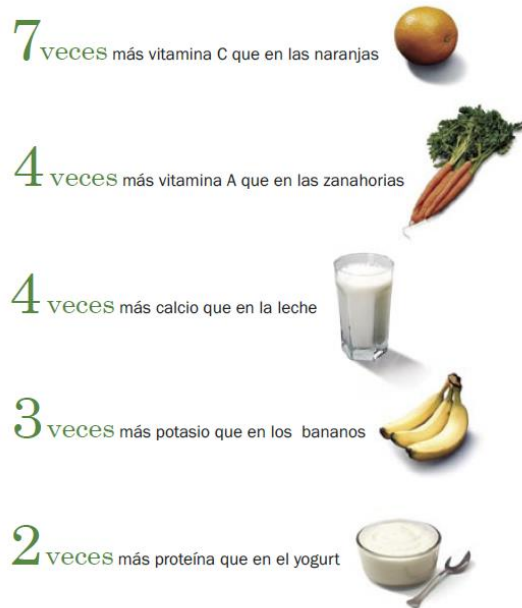 7 veces más vitamina C que en las naranjas
4 veces más vitamina A que en las zanahorias
4 veces más calcio que en la leche
3 veces más potasio que en los bananos
2 veces más proteína que en el yogurt